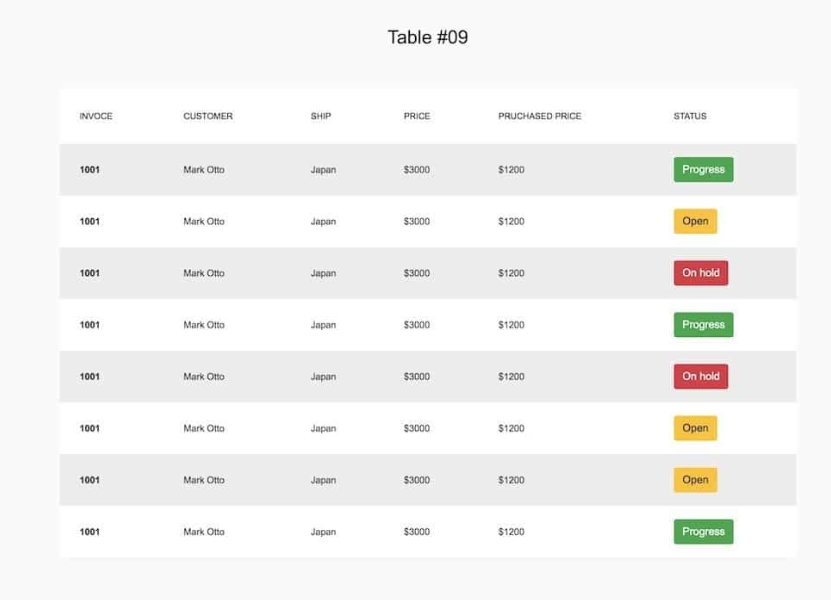 Table #09
INVOCE CUSTOMER SHIP PRICE PRUCHASED PRICE STATUS
1001 Mark Otto Japan $3000 $1200 Progress
1001 Mark Otto Japan $3000 $1200 Open
1001 Mark Otto Japan $3000 $1200 On hold
1001 Mark Otto Japan $3000 $1200 Progress
1001 Mark Otto Japan $3000 $1200 On hold
1001 Mark Otto Japan $3000 $1200 Open
1001 Mark Otto Japan $3000 $1200 Open
1001 Mark Otto Japan $3000 $1200 Progress